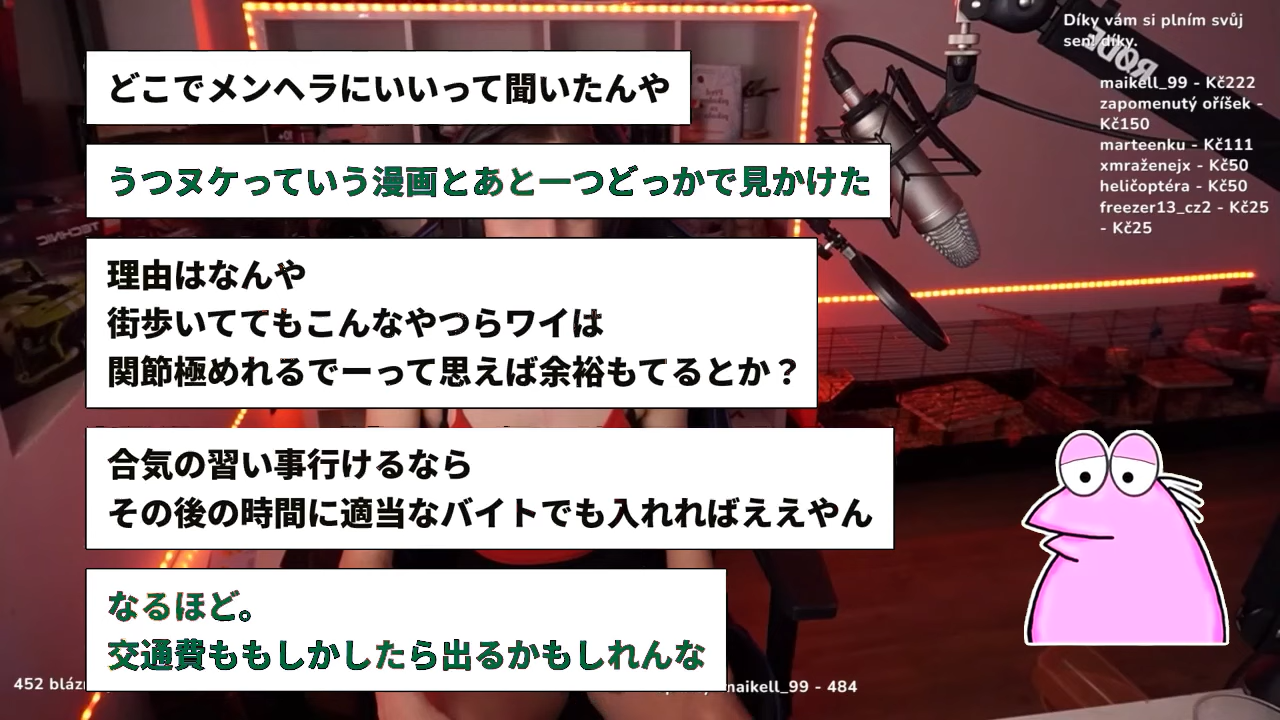 どこでメンヘラにいいって聞いたんや
うつヌケっていう漫画とあと一つどっかで見かけた
理由はなんや
街歩いててもこんなやつらワイは
関節極めれるでーって思えば余裕もてるとか？
合気の習い事行けるなら
その後の時間に適当なバイトでも入れればええやん
なるほど。
交通費ももしかしたら出るかもしれんな
Díky vám si plním svůj
sen! díky.
RØDE
maikell_99 - Kč222
zapomenutý oříšek -
Kč150
marteenku - Kč111
xmraženejx - Kč50
heličoptéra - Kč50
freezer13_cz2 - Kč25
- Kč25
452
maikell_99 - 484